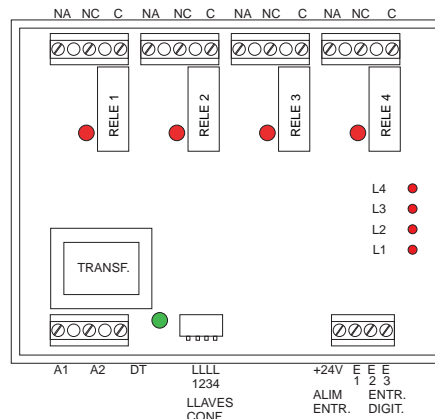 NA NC C NA NC C NA NC C NA NC C
RELE 1
RELE 2
RELE 3
RELE 4
L4
L3
L2
L1
TRANSF.
A1 A2 DT LLLL +24V E E E
1234 1 2 3
LLAVES ALIM ENTR.
CONF ENTR. DIGIT.